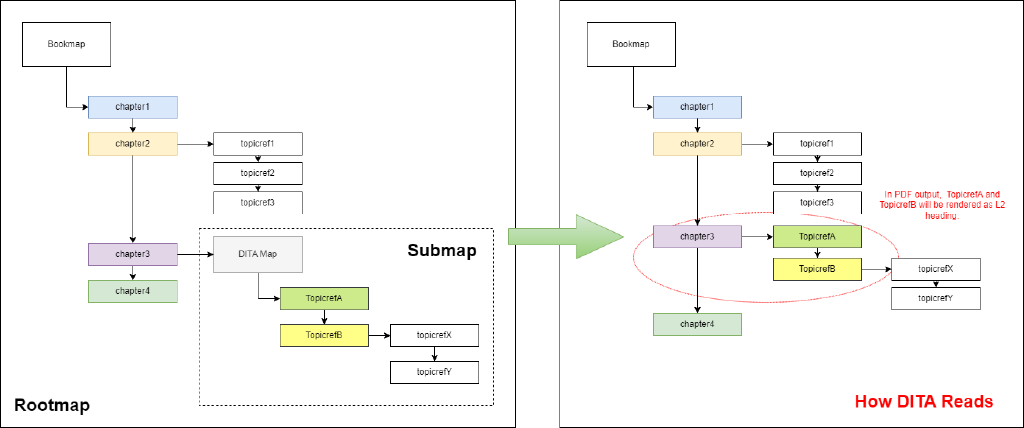 Bookmap
chapter1
chapter2
topicref1
topicref2
topicref3
chapter3
DITA Map
Submap
chapter4
TopicrefA
TopicrefB
topicrefX
topicrefY
Rootmap
Bookmap
chapter1
chapter2
topicref1
topicref2
topicref3
In PDF output, TopicrefA and
TopicrefB will be rendered as L2
heading.
chapter3
TopicrefA
TopicrefB
topicrefX
topicrefY
chapter4
How DITA Reads